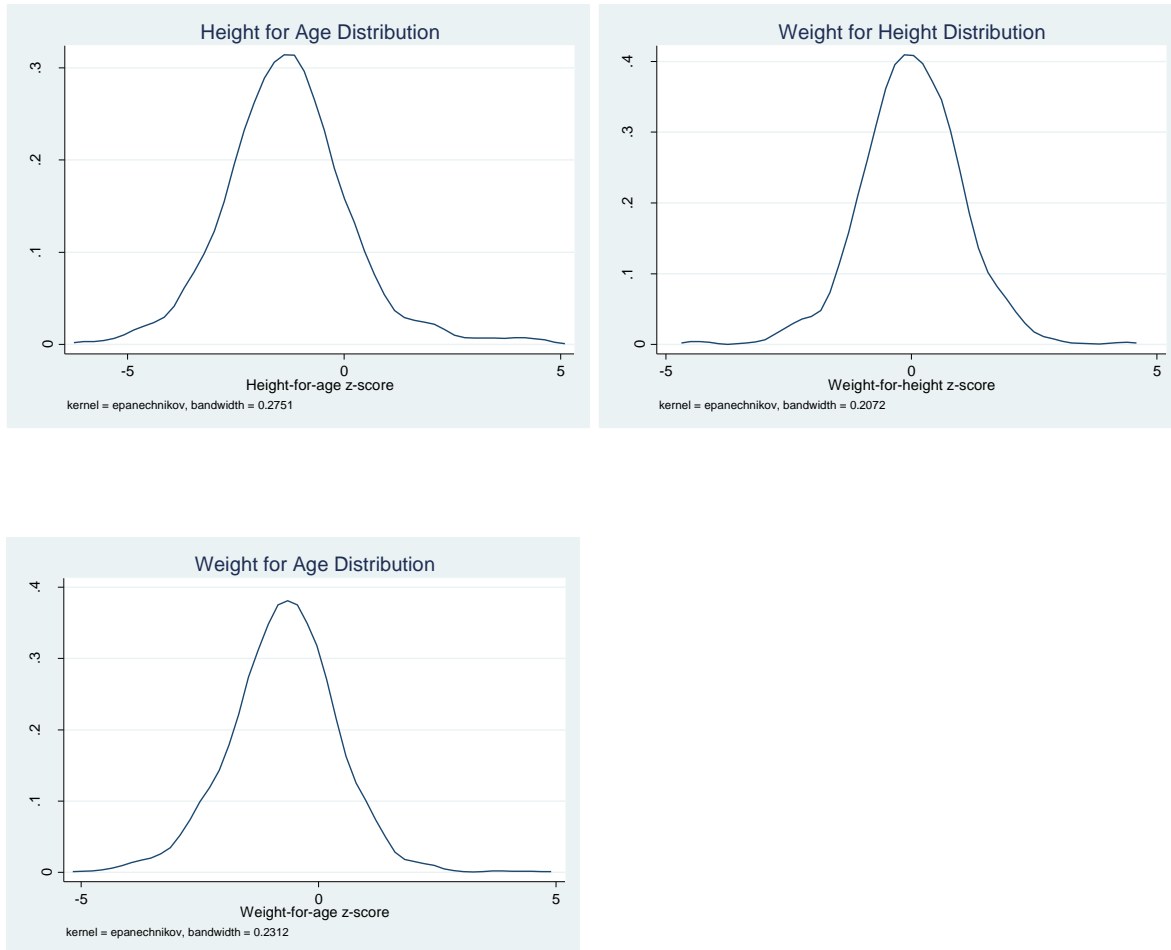 Height for Age Distribution
.3
.2
.1
0
-5 0 5
Height-for-age z-score
kernel = epanechnikov, bandwidth = 0.2751
Weight for Height Distribution
.4
.3
.2
.1
0
-5 0 5
Weight-for-height z-score
kernel = epanechnikov, bandwidth = 0.2072
Weight for Age Distribution
.4
.3
.2
.1
0
-5 0 5
Weight-for-age z-score
kernel = epanechnikov, bandwidth = 0.2312